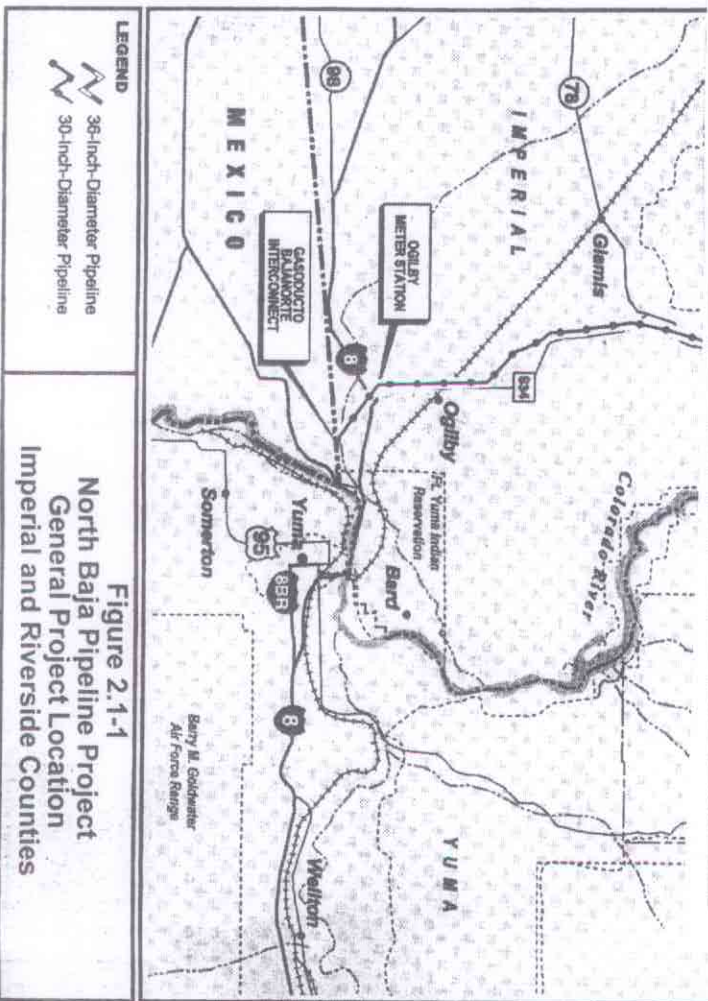 IMPERIAL
78
Glamis
98
MEXICO
OGILBY
METER STATION
GASODUCTO
BAJANORTE
INTERCONNECT
8
S34
Ogilby
Colorado River
Ft. Yuma Indian
Reservation
Bard
Yuma
95
Somerton
8BR
8
Barry M. Goldwater
Air Force Range
YUMA
Wellton
LEGEND
36-Inch-Diameter Pipeline
30-Inch-Diameter Pipeline
Figure 2.1-1
North Baja Pipeline Project
General Project Location
Imperial and Riverside Counties